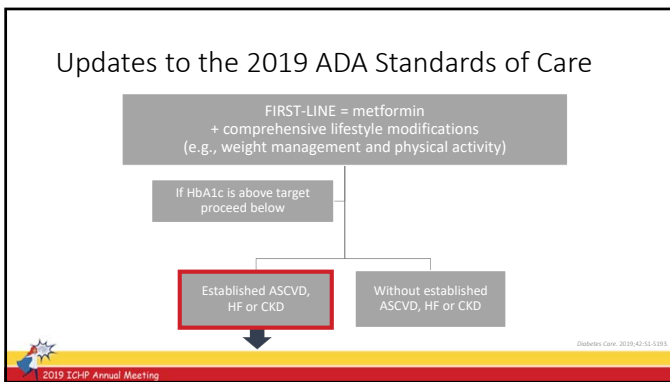 Updates to the 2019 ADA Standards of Care
FIRST-LINE = metformin
+ comprehensive lifestyle modifications
(e.g., weight management and physical activity)
If HbA1c is above target
proceed below
Established ASCVD,
HF or CKD
Without established
ASCVD, HF or CKD
Diabetes Care. 2019;42:S1-S193.
2019 ICHP Annual Meeting